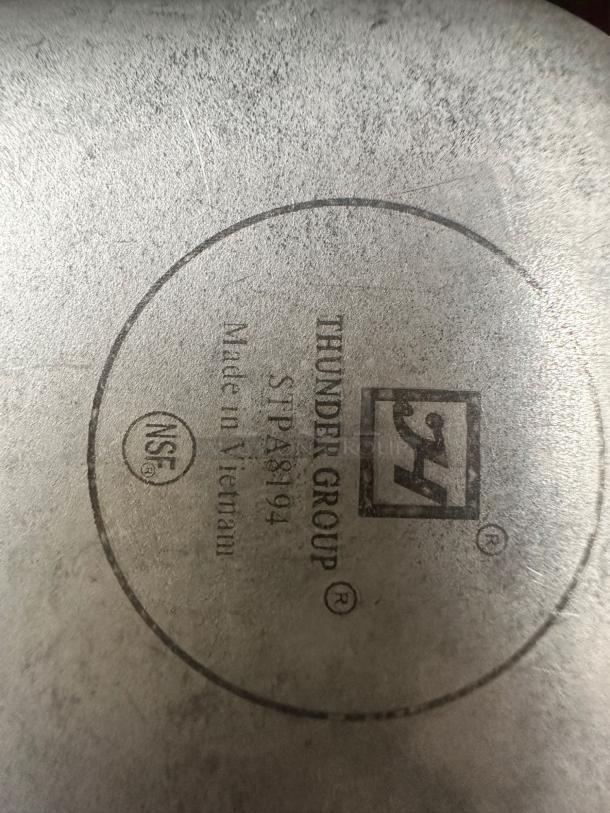 H ®
THUNDER GROUP ®
STPA8194
Made in Vietnam
NSF ®